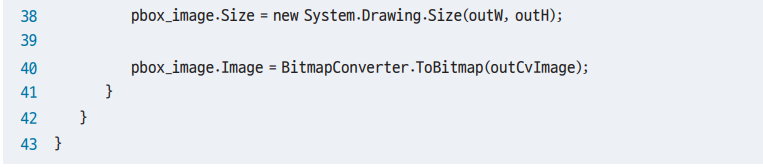 38 pbox_image.Size = new System.Drawing.Size(outW, outH);
39
40 pbox_image.Image = BitmapConverter.ToBitmap(outCvImage);
41 }
42 }
43 }